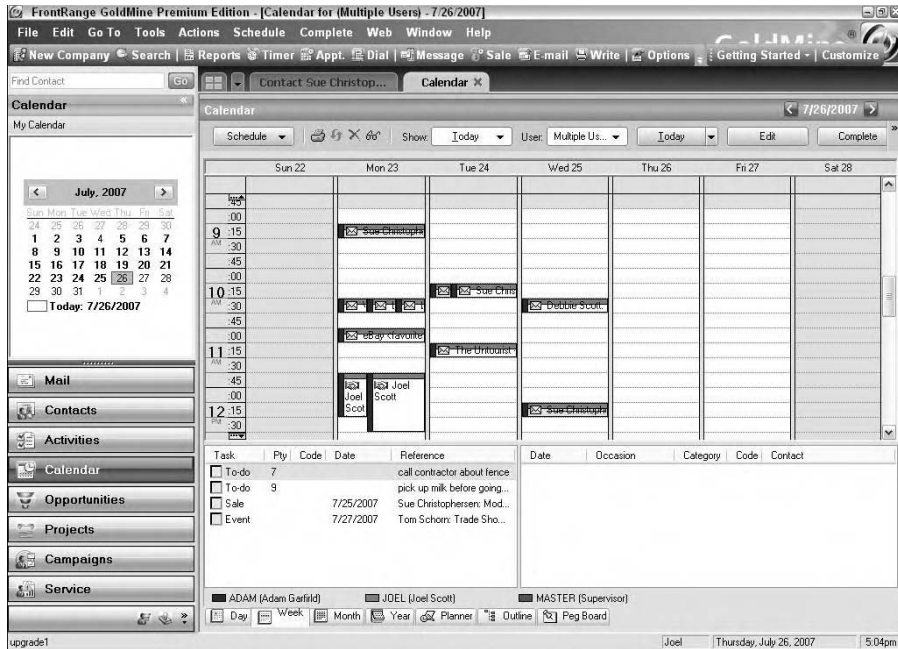 FrontRange GoldMine Premium Edition - [Calendar for (Multiple Users) - 7/26/2007]
File Edit Go To Tools Actions Schedule Complete Web Window Help
New Company Search Reports Timer Appt. Dial Message Sale E-mail Write Options Getting Started Customize
Find Contact Go Contact Sue Christop... Calendar
Calendar
My Calendar
Calendar 7/26/2007
Schedule Show: Today User: Multiple Us... Today Edit Complete
July, 2007
Sun Mon Tue Wed Thu Fri Sat
24 25 26 27 28 29 30
1 2 3 4 5 6 7
8 9 10 11 12 13 14
15 16 17 18 19 20 21
22 23 24 25 26 27 28
29 30 31 1 2 3 4
Today: 7/26/2007
Sun 22 Mon 23 Tue 24 Wed 25 Thu 26 Fri 27 Sat 28
:45
:00
9 :15 Sue Christoph
AM :30
:45
:00
10 :15 Sue Chris
AM :30 Debbie Scott:
:45
:00 eBay <favorite
11 :15 The Untourist
AM :30
:45 Joel Joel
:00 Scot Scott
12 :15 Sue Christoph
PM :30
Mail
Contacts
Activities
Calendar
Opportunities
Projects
Campaigns
Service
Task Pty Code Date Reference
To-do 7 call contractor about fence
To-do 9 pick up milk before going...
Sale 7/25/2007 Sue Christophersen: Mod...
Event 7/27/2007 Tom Schorn: Trade Sho...
Date Occasion Category Code Contact
ADAM (Adam Garfirld) JOEL (Joel Scott) MASTER (Supervisor)
Day Week Month Year Planner Outline Peg Board
upgrade1 Joel Thursday, July 26, 2007 5:04pm